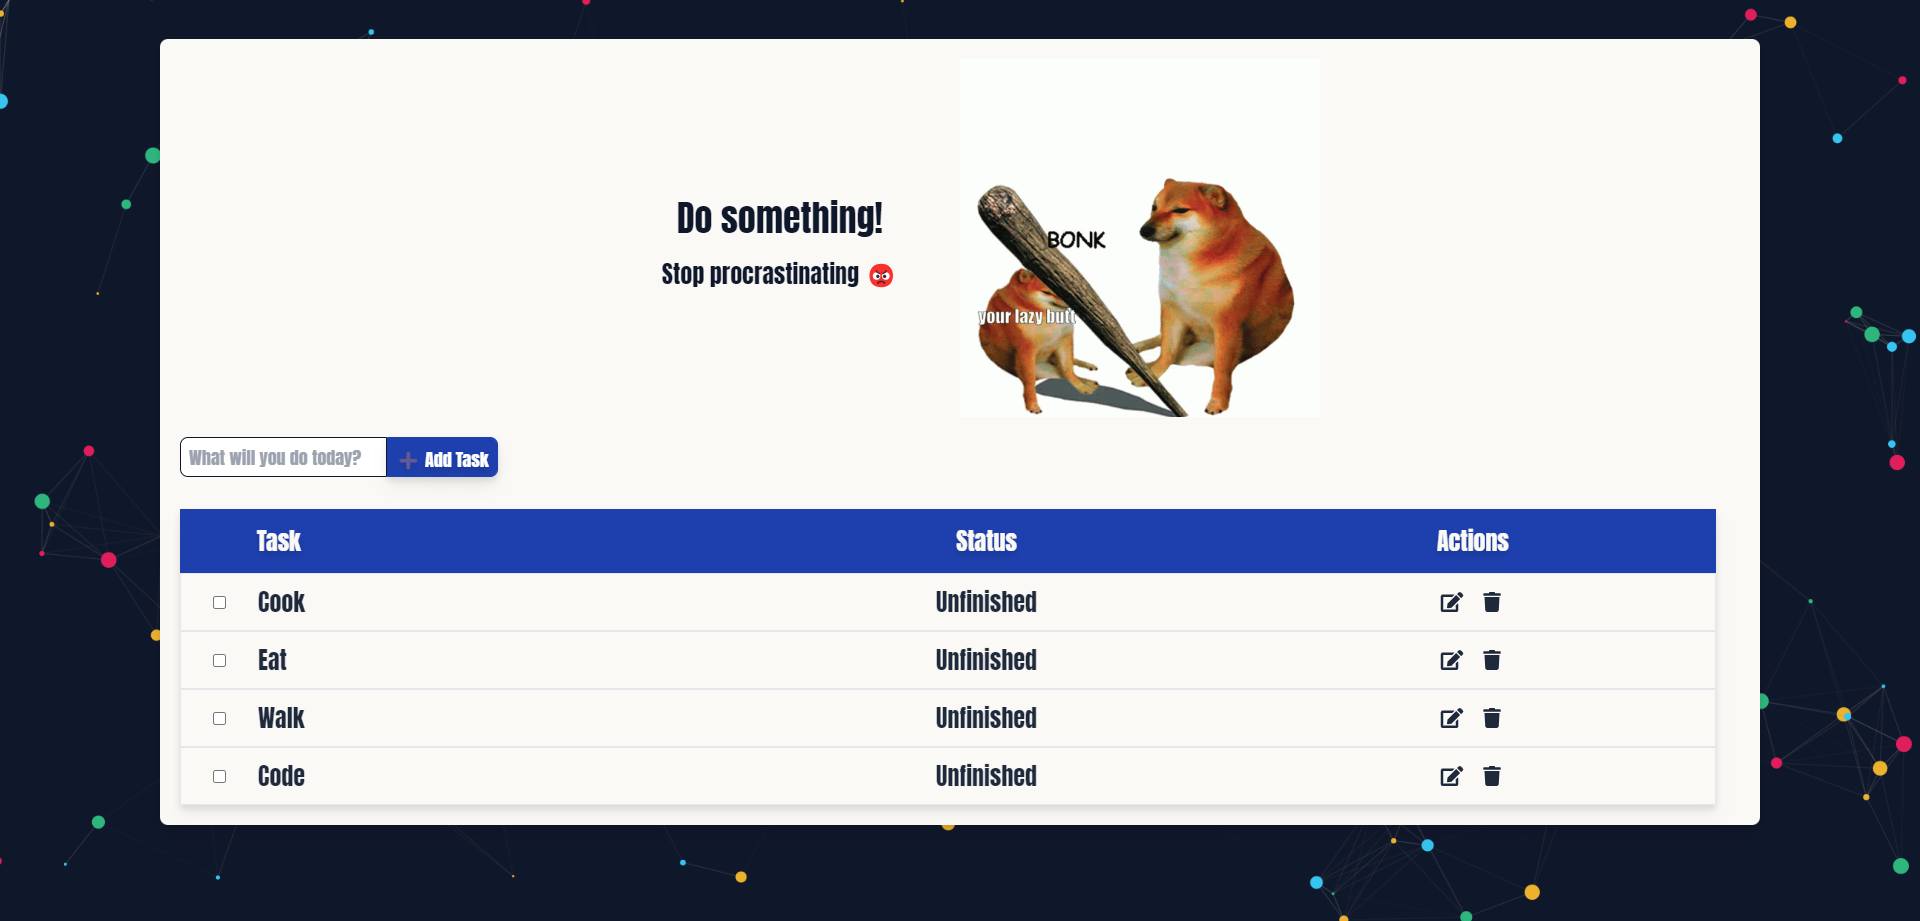 Do something!
Stop procrastinating 😡
BONK
your lazy butt
What will you do today?
Add Task
Task Status Actions
Cook Unfinished
Eat Unfinished
Walk Unfinished
Code Unfinished